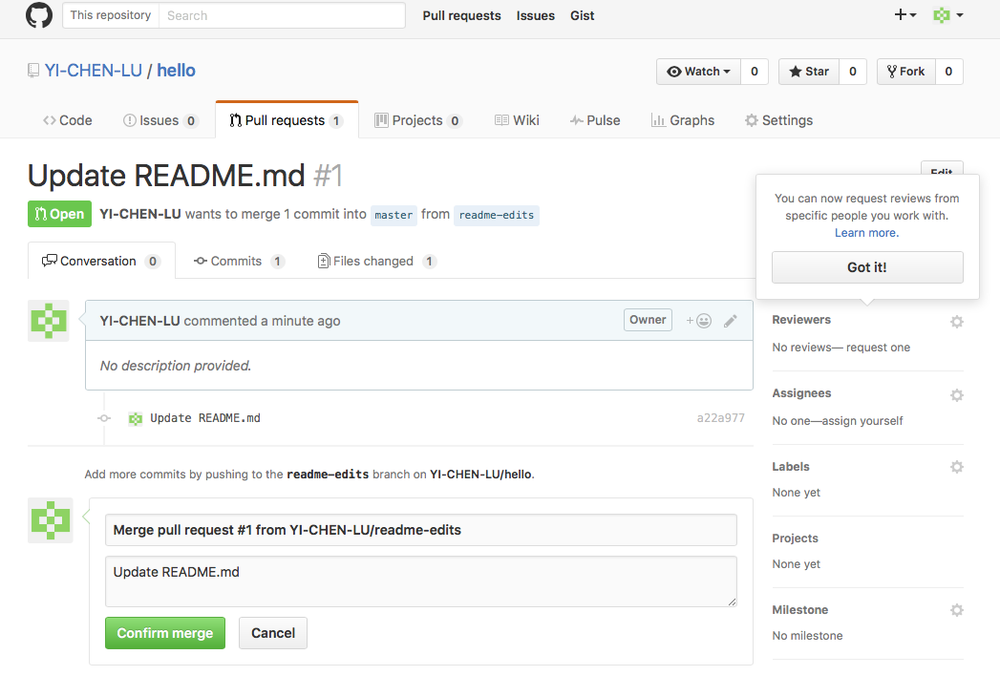 This repository Search Pull requests Issues Gist
YI-CHEN-LU / hello Watch 0 Star 0 Fork 0
Code Issues 0 Pull requests 1 Projects 0 Wiki Pulse Graphs Settings
Update README.md #1
Edit
Open YI-CHEN-LU wants to merge 1 commit into master from readme-edits
You can now request reviews from
specific people you work with.
Learn more.
Got it!
Conversation 0 Commits 1 Files changed 1
YI-CHEN-LU commented a minute ago Owner
No description provided.
Update README.md a22a977
Add more commits by pushing to the readme-edits branch on YI-CHEN-LU/hello.
Merge pull request #1 from YI-CHEN-LU/readme-edits
Update README.md
Confirm merge Cancel
Reviewers
No reviews— request one
Assignees
No one—assign yourself
Labels
None yet
Projects
None yet
Milestone
No milestone